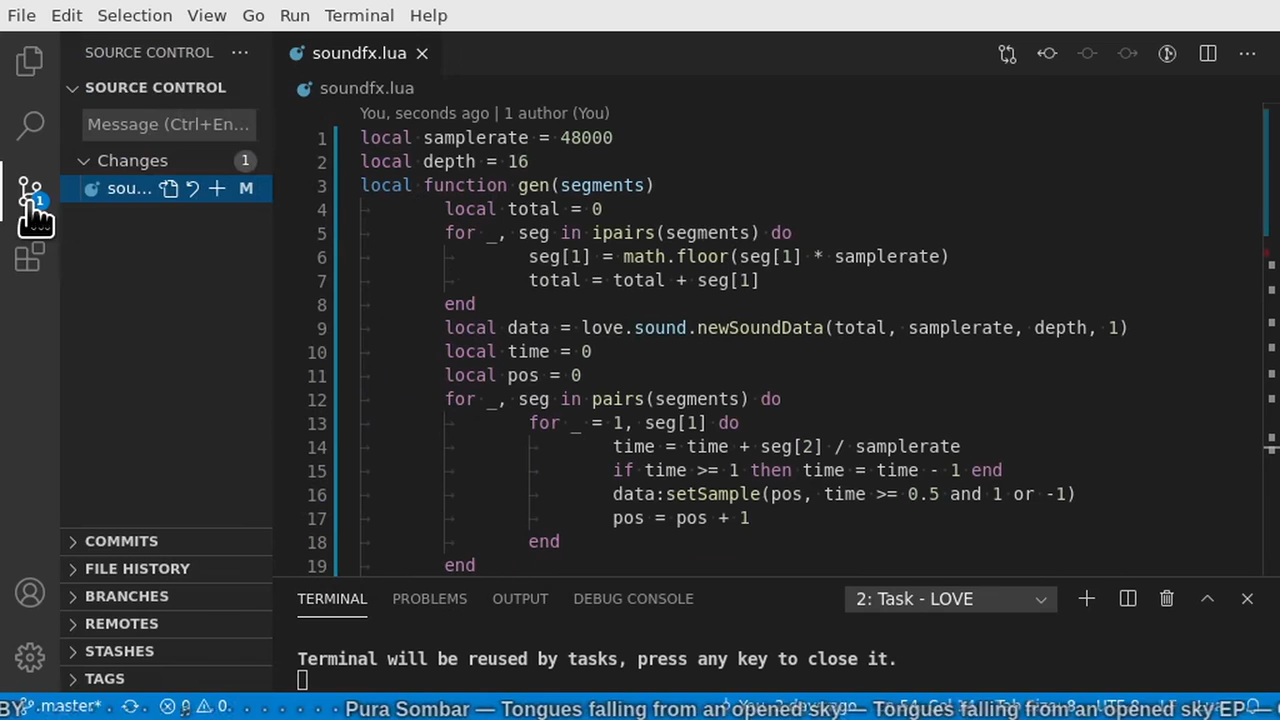 File Edit Selection View Go Run Terminal Help
SOURCE CONTROL ···
soundfx.lua
SOURCE CONTROL
soundfx.lua
Message (Ctrl+En...
You, seconds ago | 1 author (You)
Changes 1
sou... M
1
1 local samplerate = 48000
2 local depth = 16
3 local function gen(segments)
4 local total = 0
5 for _, seg in ipairs(segments) do
6 seg[1] = math.floor(seg[1] * samplerate)
7 total = total + seg[1]
8 end
9 local data = love.sound.newSoundData(total, samplerate, depth, 1)
10 local time = 0
11 local pos = 0
12 for _, seg in pairs(segments) do
13 for _ = 1, seg[1] do
14 time = time + seg[2] / samplerate
15 if time >= 1 then time = time - 1 end
16 data:setSample(pos, time >= 0.5 and 1 or -1)
17 pos = pos + 1
18 end
19 end
COMMITS
FILE HISTORY
BRANCHES
REMOTES
STASHES
TAGS
TERMINAL PROBLEMS OUTPUT DEBUG CONSOLE 2: Task - LOVE
Terminal will be reused by tasks, press any key to close it.
master* 0 0
BY Pura Sombar — Tongues falling from an opened sky — Tongues falling from an opened sky EP —